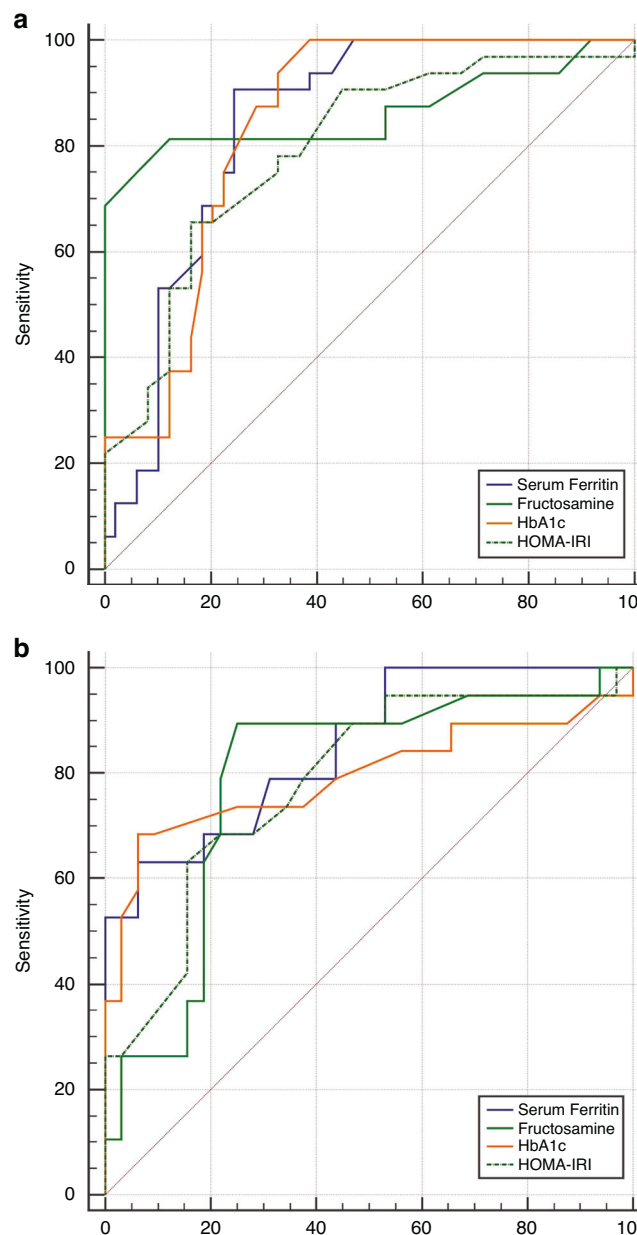 a
100
80
60
40
20
0
Sensitivity
Serum Ferritin
Fructosamine
HbA1c
HOMA-IRI
0 20 40 60 80 10
b
100
80
60
40
20
0
Sensitivity
Serum Ferritin
Fructosamine
HbA1c
HOMA-IRI
0 20 40 60 80 10